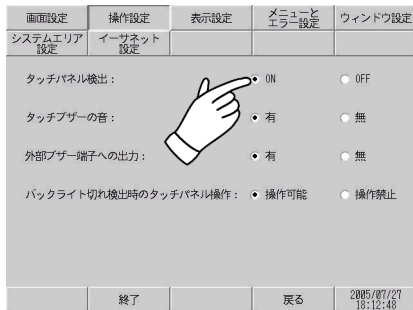 画面設定 操作設定 表示設定 メニューと エラー設定 ウィンドウ設定
システムエリア 設定 イーサネット 設定
タッチパネル検出： ON OFF
タッチブザーの音： 有 無
外部ブザー端子への出力： 有 無
バックライト切れ検出時のタッチパネル操作： 操作可能 操作禁止
終了 戻る 2005/07/27
18:12:48